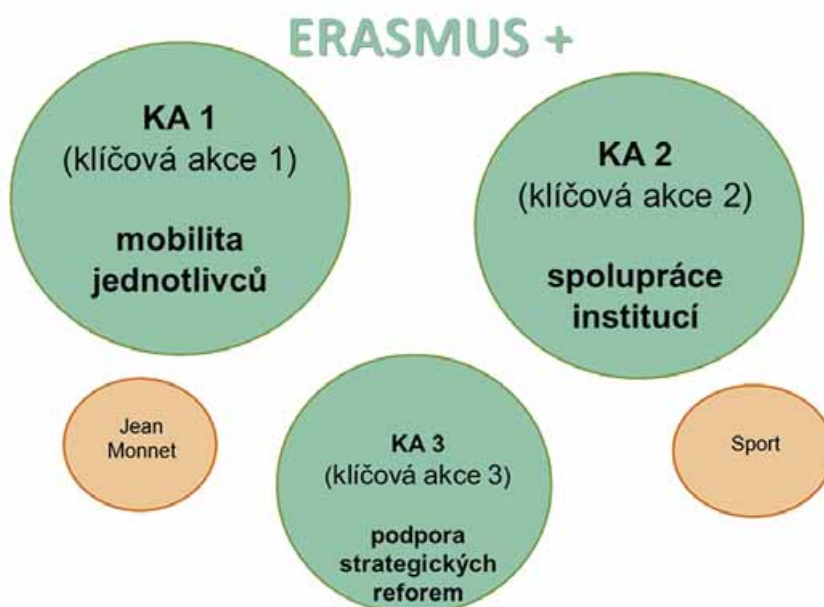 ERASMUS +
KA 1
(klíčová akce 1)
mobilita
jednotlivců
KA 2
(klíčová akce 2)
spolupráce
institucí
Jean
Monnet
KA 3
(klíčová akce 3)
podpora
strategických
reforem
Sport